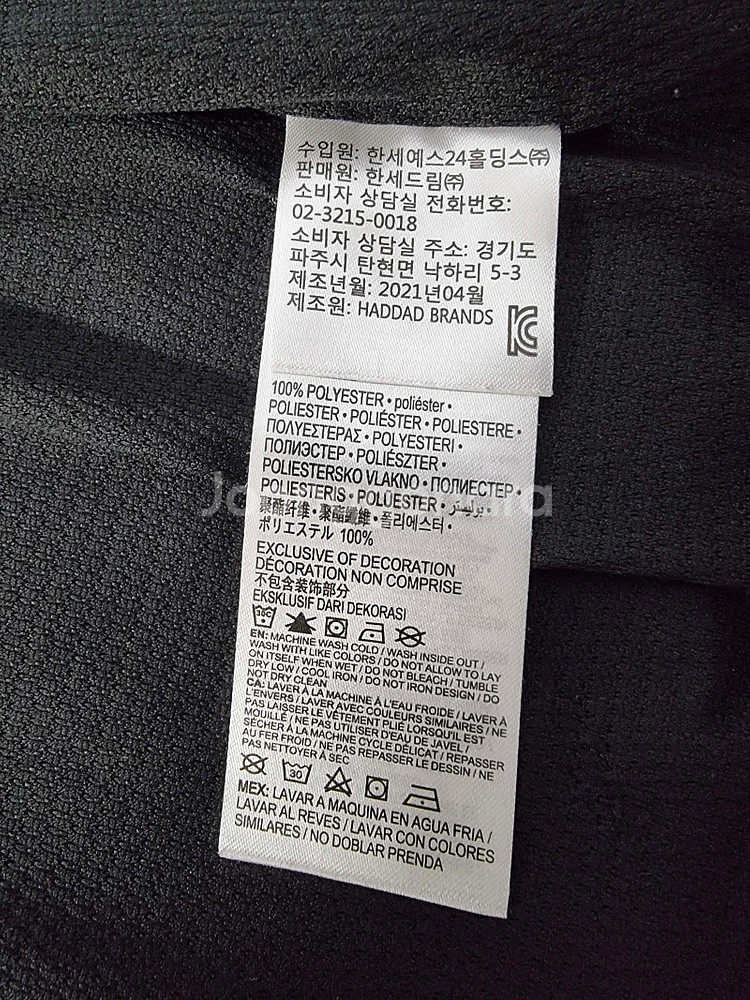 수입원: 한세예스24홀딩스㈜
판매원: 한세드림㈜
소비자 상담실 전화번호:
02-3215-0018
소비자 상담실 주소: 경기도
파주시 탄현면 낙하리 5-3
제조년월: 2021년04월
제조원: HADDAD BRANDS
100% POLYESTER • poliéster •
POLIESTER • POLIÉSTER • POLIESTERE •
ΠΟΛΥΕΣΤΕΡΑΣ • POLYESTERI •
ПОЛИЭСТЕР • POLIÉSZTER •
POLIESTERSKO VLAKNO • ПОЛИЕСТЕР •
POLIESTERIS • POLÜESTER • بوليستر •
聚酯纤维 • 聚酯纖維 • 폴리에스터 •
ポリエステル 100%
EXCLUSIVE OF DECORATION
DÉCORATION NON COMPRISE
不包含装饰部分
EKSKLUSIF DARI DEKORASI
30C
EN: MACHINE WASH COLD / WASH INSIDE OUT /
WASH WITH LIKE COLORS / DO NOT ALLOW TO LAY
ON ITSELF WHEN WET / DO NOT BLEACH / TUMBLE
DRY LOW / COOL IRON / DO NOT IRON DESIGN / DO
NOT DRY CLEAN
CA: LAVER À LA MACHINE À L'EAU FROIDE / LAVER À
L'ENVERS / LAVER AVEC COULEURS SIMILAIRES / NE
PAS LAISSER LE VÊTEMENT PLIÉ LORSQU'IL EST
MOUILLÉ / NE PAS UTILISER D'EAU DE JAVEL /
SÉCHER À LA MACHINE CYCLE DÉLICAT / REPASSER
AU FER FROID / NE PAS REPASSER LE DESSIN / NE
PAS NETTOYER À SEC
30
MEX: LAVAR A MAQUINA EN AGUA FRIA /
LAVAR AL REVES / LAVAR CON COLORES
SIMILARES / NO DOBLAR PRENDA